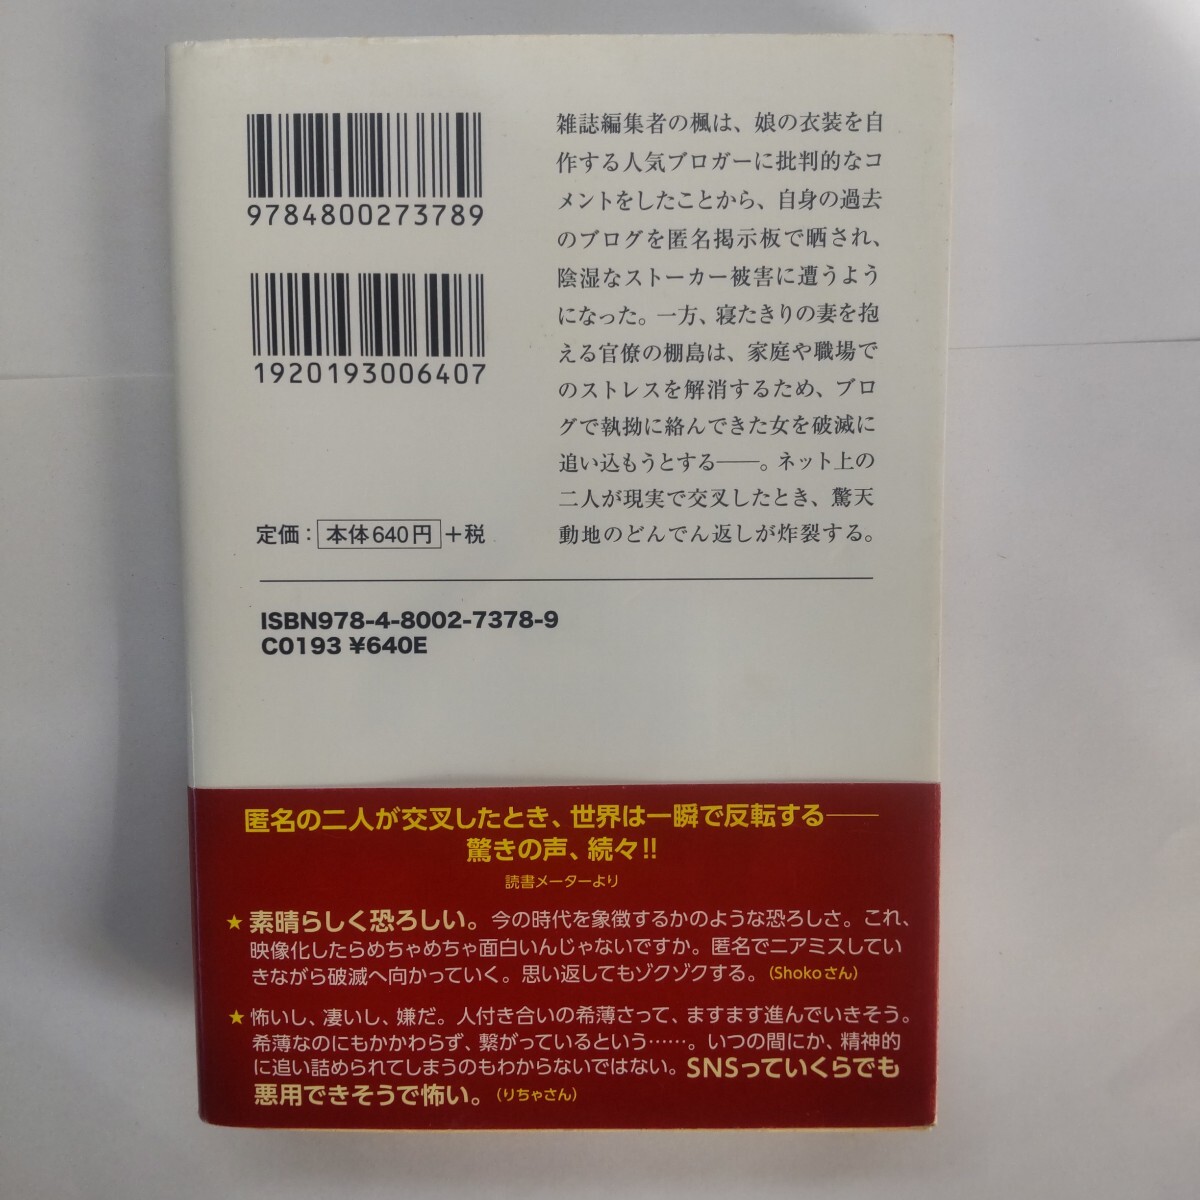 9784800273789
1920193006407
定価：本体640円+税
雑誌編集者の楓は、娘の衣装を自
作する人気ブロガーに批判的なコ
メントをしたことから、自身の過去
のブログを匿名掲示板で晒され、
陰湿なストーカー被害に遭うよう
になった。一方、寝たきりの妻を抱
える官僚の棚島は、家庭や職場で
のストレスを解消するため、ブロ
グで執拗に絡んできた女を破滅に
追い込もうとする——。ネット上の
二人が現実で交叉したとき、驚天
動地のどんでん返しが炸裂する。
ISBN978-4-8002-7378-9
C0193 ¥640E
匿名の二人が交叉したとき、世界は一瞬で反転する——
驚きの声、続々!!
読書メーターより
★ 素晴らしく恐ろしい。今の時代を象徴するかのような恐ろしさ。これ、
映像化したらめちゃめちゃ面白いんじゃないですか。匿名でニアミスしてい
きながら破滅へ向かっていく。思い返してもゾクゾクする。（Shokoさん）
★ 怖いし、凄いし、嫌だ。人付き合いの希薄さって、ますます進んでいきそう。
希薄なのにもかかわらず、繋がっているという……。いつの間にか、精神的
に追い詰められてしまうのもわからないではない。SNSっていくらでも
悪用できそうで怖い。（りちゃさん）